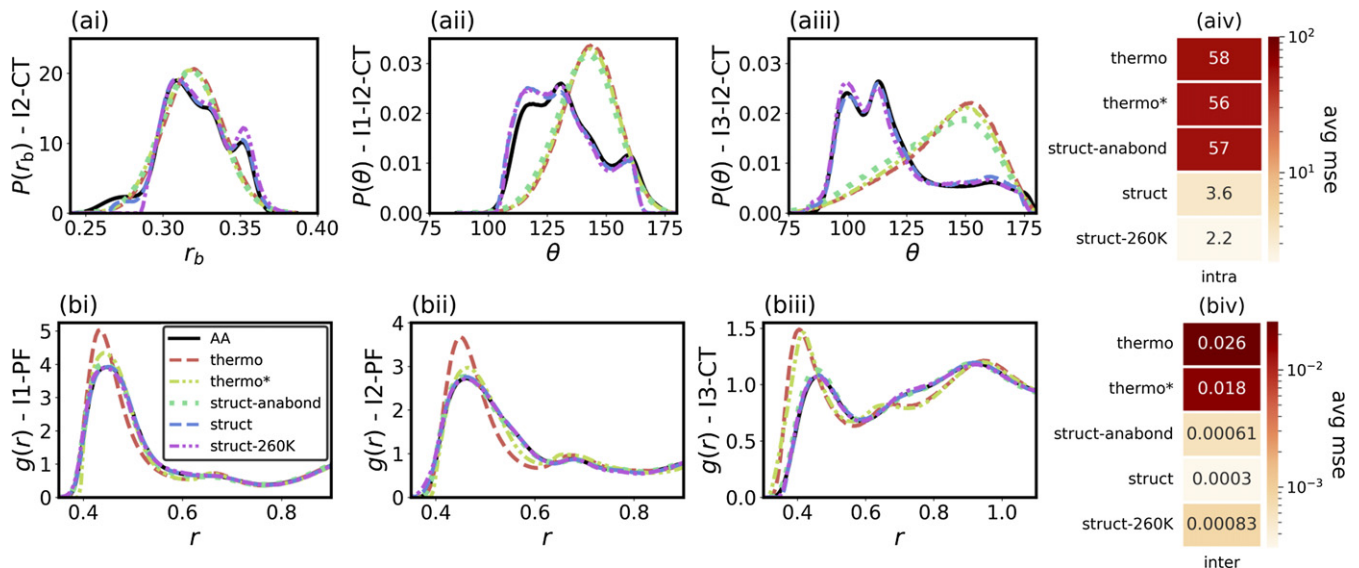 (ai)
P(r_b) - I2-CT
20
10
0
0.25
0.30
0.35
0.40
r_b
(aii)
P(θ) - I1-I2-CT
0.03
0.02
0.01
0.00
75
100
125
150
175
θ
(aiii)
P(θ) - I3-I2-CT
0.03
0.02
0.01
0.00
75
100
125
150
175
θ
(aiv)
thermo
58
thermo*
56
struct-anabond
57
struct
3.6
struct-260K
2.2
intra
10^2
10^1
avg mse
(bi)
g(r) - I1-PF
5
4
3
2
1
0
0.4
0.6
0.8
r
AA
thermo
thermo*
struct-anabond
struct
struct-260K
(bii)
g(r) - I2-PF
4
3
2
1
0
0.4
0.6
0.8
r
(biii)
g(r) - I3-CT
1.5
1.0
0.5
0.0
0.4
0.6
0.8
1.0
r
(biv)
thermo
0.026
thermo*
0.018
struct-anabond
0.00061
struct
0.0003
struct-260K
0.00083
inter
10^−2
10^−3
avg mse